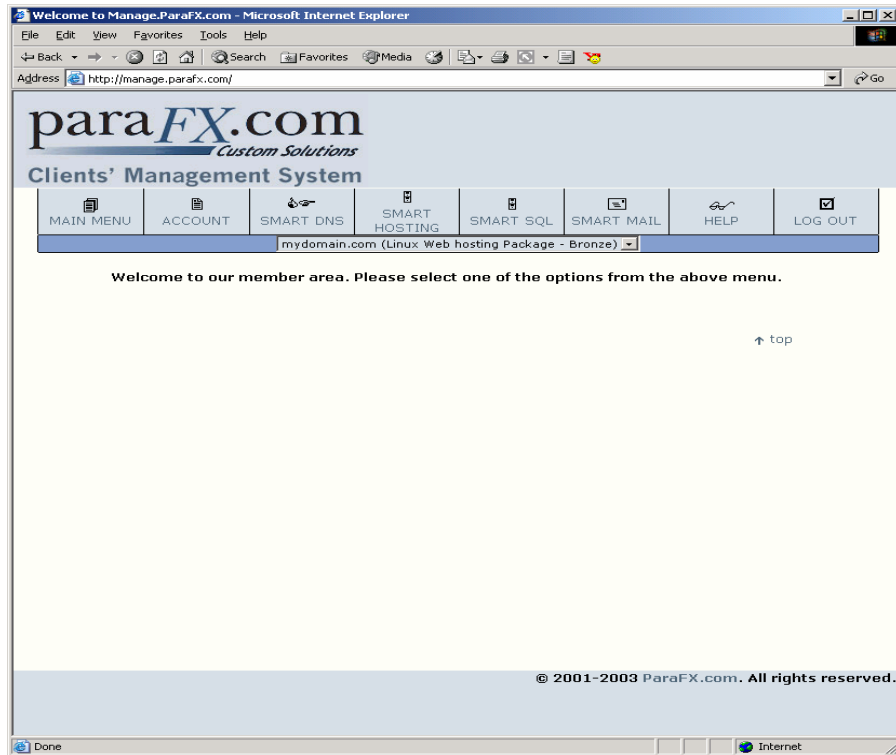 Welcome to Manage.ParaFX.com - Microsoft Internet Explorer
File Edit View Favorites Tools Help
Back Search Favorites Media
Address http://manage.parafx.com/ Go
paraFX.com
Custom Solutions
Clients' Management System
MAIN MENU ACCOUNT SMART DNS SMART HOSTING SMART SQL SMART MAIL HELP LOG OUT
mydomain.com (Linux Web hosting Package - Bronze)
Welcome to our member area. Please select one of the options from the above menu.
top
© 2001-2003 ParaFX.com. All rights reserved.
Done Internet